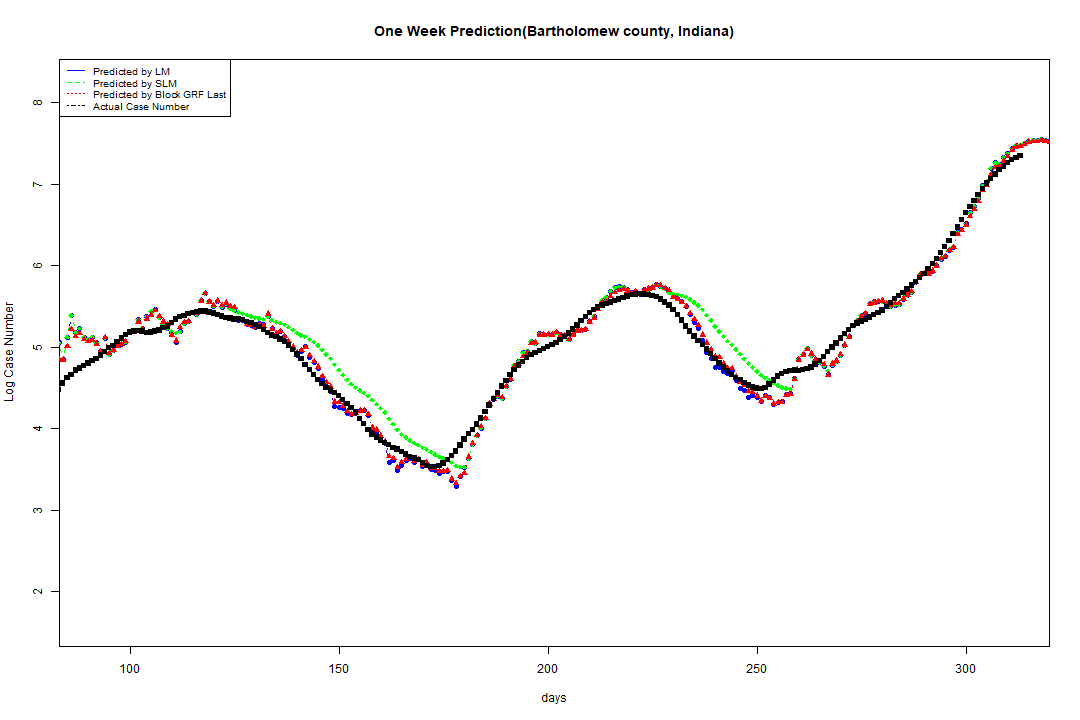 One Week Prediction(Bartholomew county, Indiana)
Predicted by LM
Predicted by SLM
Predicted by Block GRF Last
Actual Case Number
Log Case Number
8
7
6
5
4
3
2
100 150 200 250 300
days